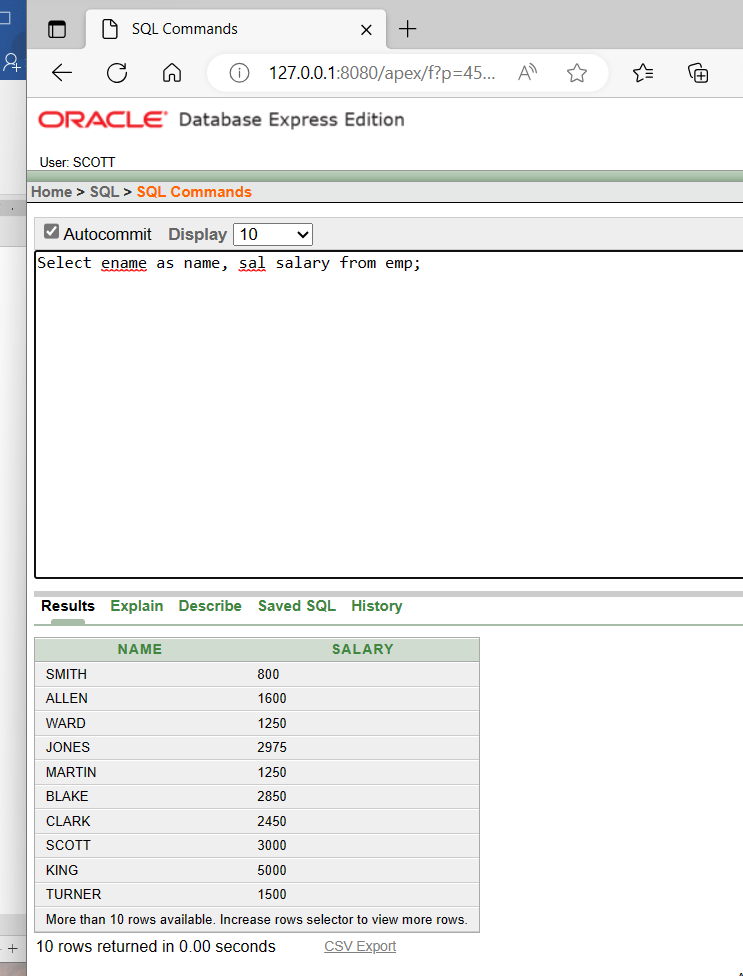 SQL Commands
127.0.0.1:8080/apex/f?p=45...
ORACLE Database Express Edition
User: SCOTT
Home > SQL > SQL Commands
Autocommit Display 10
Select ename as name, sal salary from emp;
Results Explain Describe Saved SQL History
NAME SALARY
SMITH 800
ALLEN 1600
WARD 1250
JONES 2975
MARTIN 1250
BLAKE 2850
CLARK 2450
SCOTT 3000
KING 5000
TURNER 1500
More than 10 rows available. Increase rows selector to view more rows.
10 rows returned in 0.00 seconds CSV Export